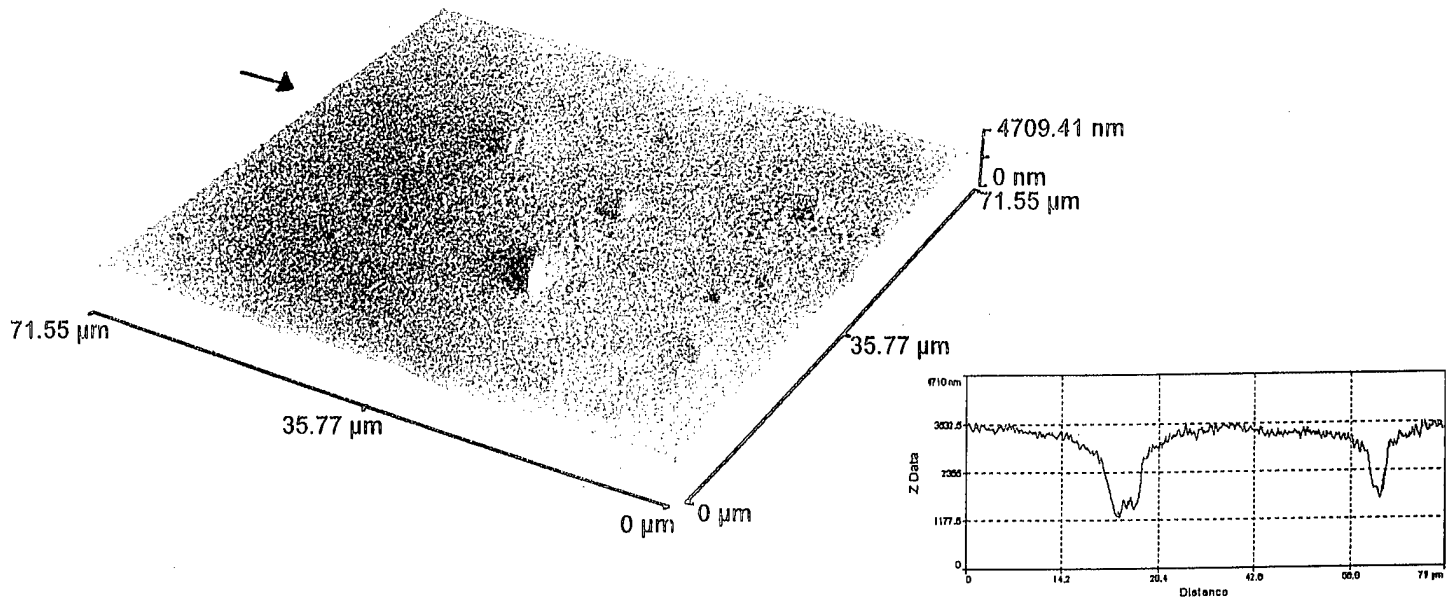 4709.41 nm
0 nm
71.55 µm
71.55 µm
35.77 µm
35.77 µm
0 µm
0 µm
4710 nm
2355
1177.5
0
Z Data
0
14.2
42.6
71 µm
Distance